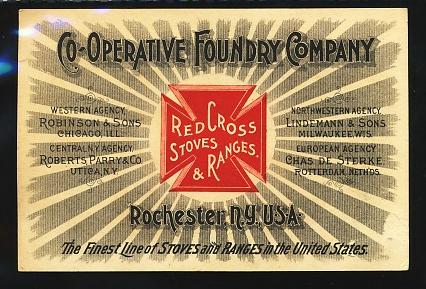 Co-Operative Foundry Company
Western Agency,
Robinson & Sons
Chicago, Ill.
Central N.Y. Agency
Roberts, Parry & Co
Utica, N.Y.
Northwestern Agency
Lindemann & Sons
Milwaukee, Wis.
European Agency
Chas. De Sterke
Rotterdam, Neth'ds.
Red Cross
Stoves
& Ranges.
Rochester, N.Y. U.S.A.
The Finest Line of Stoves and Ranges in the United States.